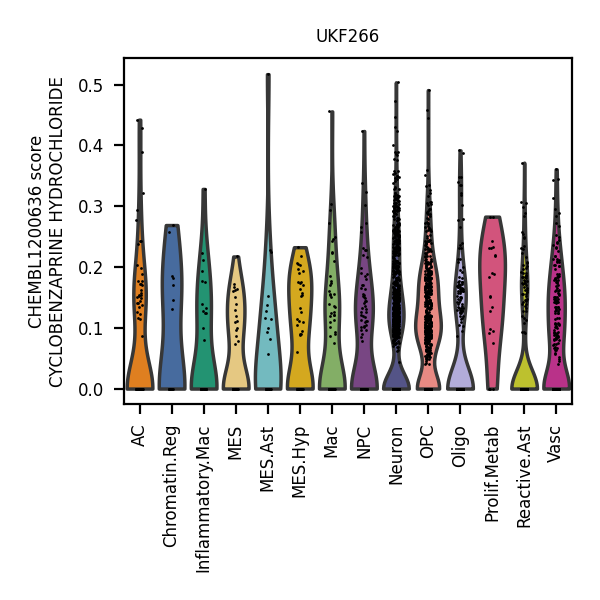 UKF266
CHEMBL1200636 score
CYCLOBENZAPRINE HYDROCHLORIDE
0.5
0.4
0.3
0.2
0.1
0.0
AC
Chromatin.Reg
Inflammatory.Mac
MES
MES.Ast
MES.Hyp
Mac
NPC
Neuron
OPC
Oligo
Prolif.Metab
Reactive.Ast
Vasc